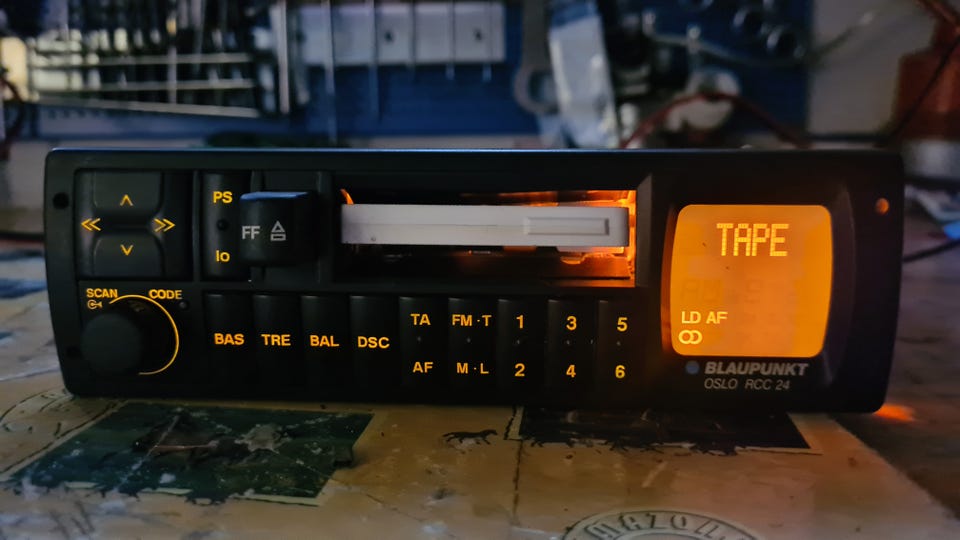 PS
FF
lo
TAPE
LD AF
SCAN CODE
BAS TRE BAL DSC
TA FM·T 1 3 5
AF M·L 2 4 6
BLAUPUNKT
OSLO RCC 24